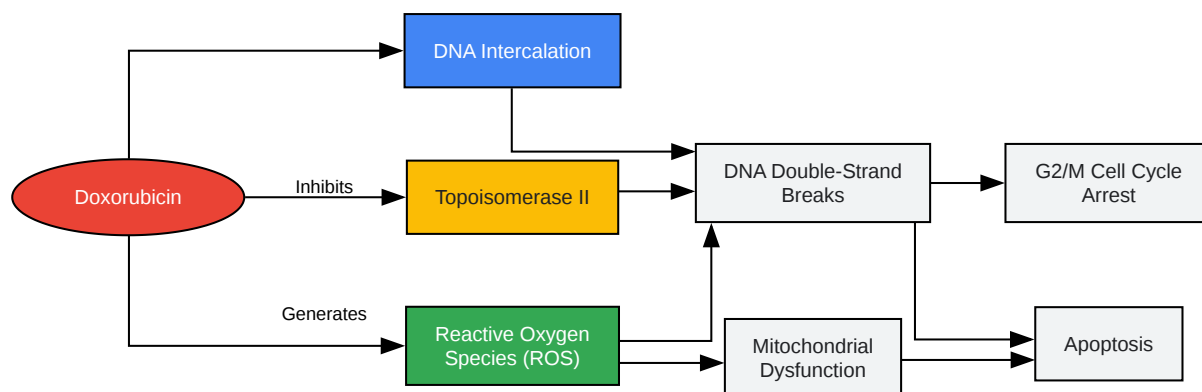 DNA Intercalation
Doxorubicin
Inhibits
Topoisomerase II
DNA Double-Strand
Breaks
G2/M Cell Cycle
Arrest
Generates
Reactive Oxygen
Species (ROS)
Mitochondrial
Dysfunction
Apoptosis